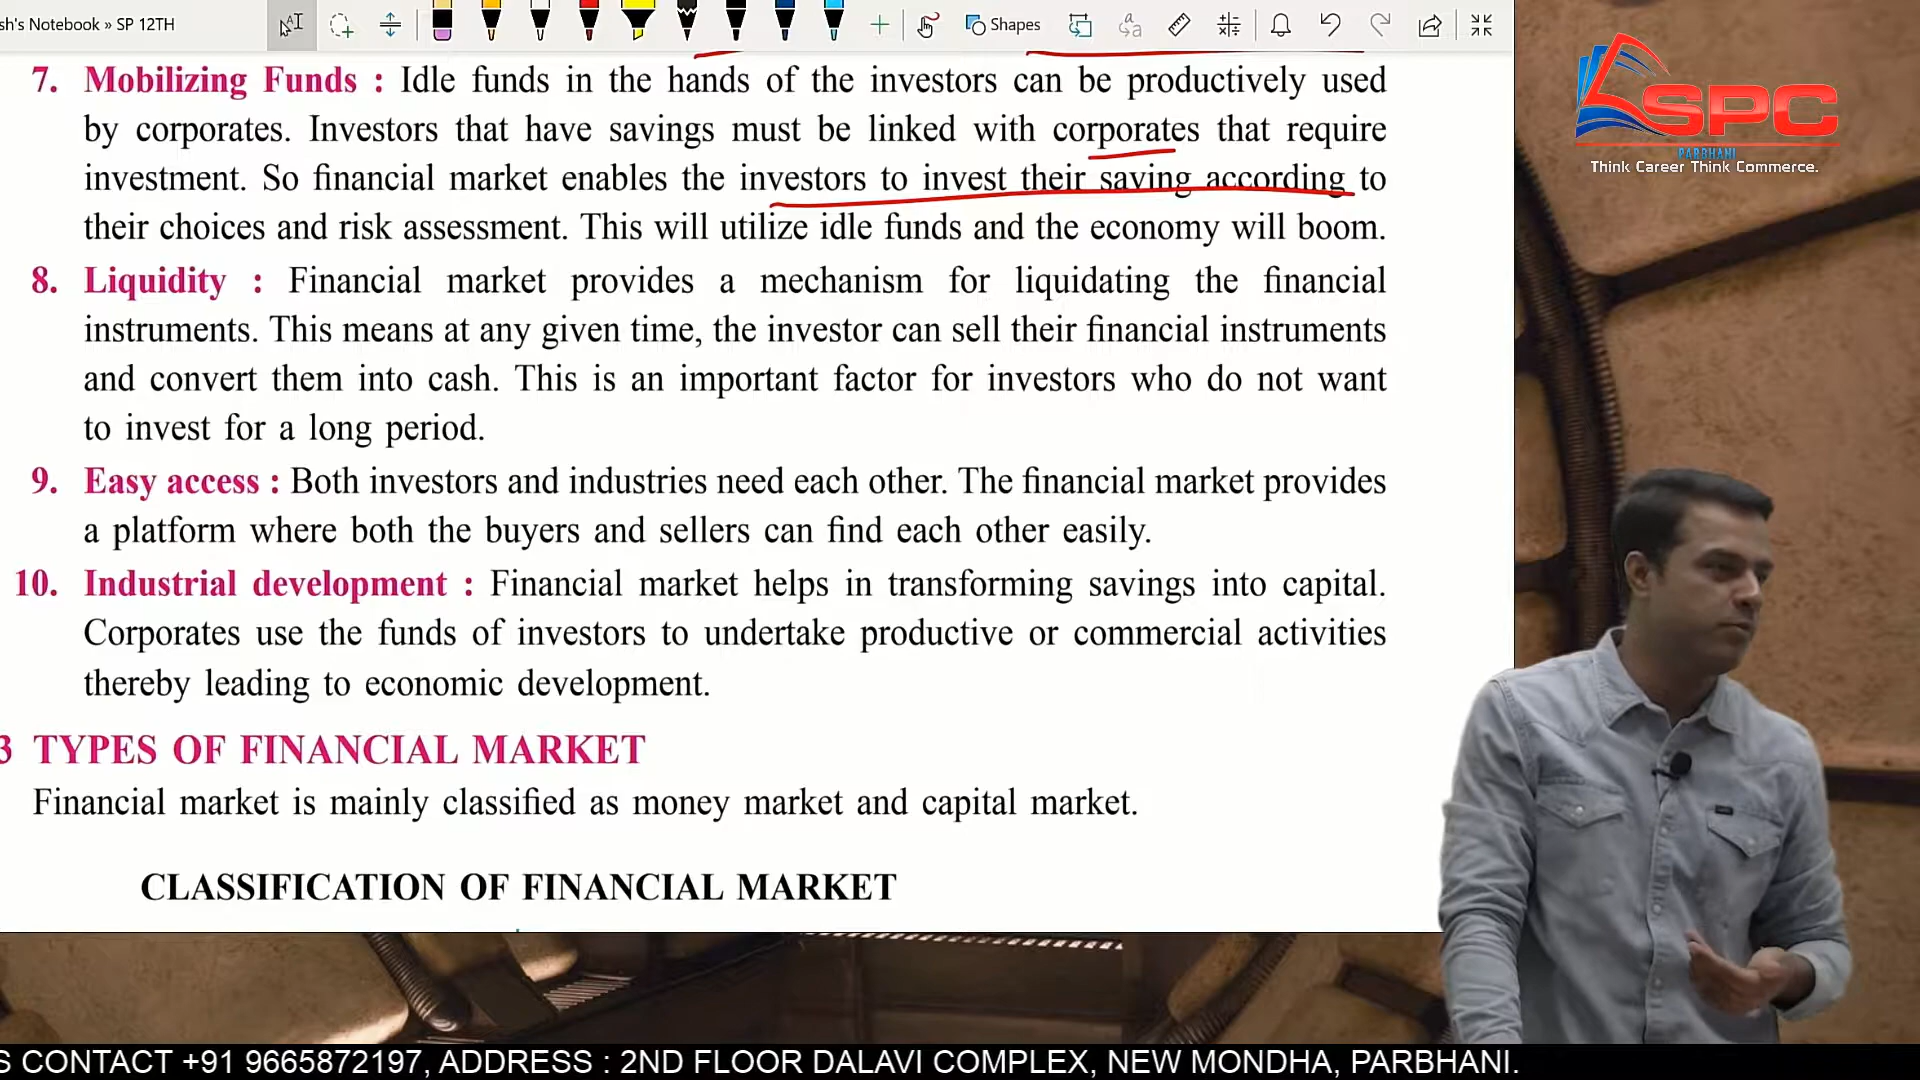 sh's Notebook » SP 12TH
Shapes
7. Mobilizing Funds : Idle funds in the hands of the investors can be productively used
by corporates. Investors that have savings must be linked with corporates that require
investment. So financial market enables the investors to invest their saving according to
their choices and risk assessment. This will utilize idle funds and the economy will boom.
8. Liquidity : Financial market provides a mechanism for liquidating the financial
instruments. This means at any given time, the investor can sell their financial instruments
and convert them into cash. This is an important factor for investors who do not want
to invest for a long period.
9. Easy access : Both investors and industries need each other. The financial market provides
a platform where both the buyers and sellers can find each other easily.
10. Industrial development : Financial market helps in transforming savings into capital.
Corporates use the funds of investors to undertake productive or commercial activities
thereby leading to economic development.
3 TYPES OF FINANCIAL MARKET
Financial market is mainly classified as money market and capital market.
CLASSIFICATION OF FINANCIAL MARKET
SPC
PARBHANI
Think Career Think Commerce.
S CONTACT +91 9665872197, ADDRESS : 2ND FLOOR DALAVI COMPLEX, NEW MONDHA, PARBHANI.